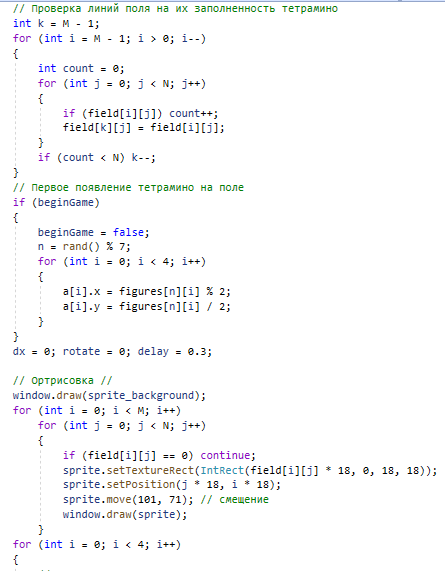 // Проверка линий поля на их заполненность тетрамино
int k = M - 1;
for (int i = M - 1; i > 0; i--)
{
int count = 0;
for (int j = 0; j < N; j++)
{
if (field[i][j]) count++;
field[k][j] = field[i][j];
}
if (count < N) k--;
}
// Первое появление тетрамино на поле
if (beginGame)
{
beginGame = false;
n = rand() % 7;
for (int i = 0; i < 4; i++)
{
a[i].x = figures[n][i] % 2;
a[i].y = figures[n][i] / 2;
}
}
dx = 0; rotate = 0; delay = 0.3;
// Ортрисовка //
window.draw(sprite_background);
for (int i = 0; i < M; i++)
for (int j = 0; j < N; j++)
{
if (field[i][j] == 0) continue;
sprite.setTextureRect(IntRect(field[i][j] * 18, 0, 18, 18));
sprite.setPosition(j * 18, i * 18);
sprite.move(101, 71); // смещение
window.draw(sprite);
}
for (int i = 0; i < 4; i++)
{